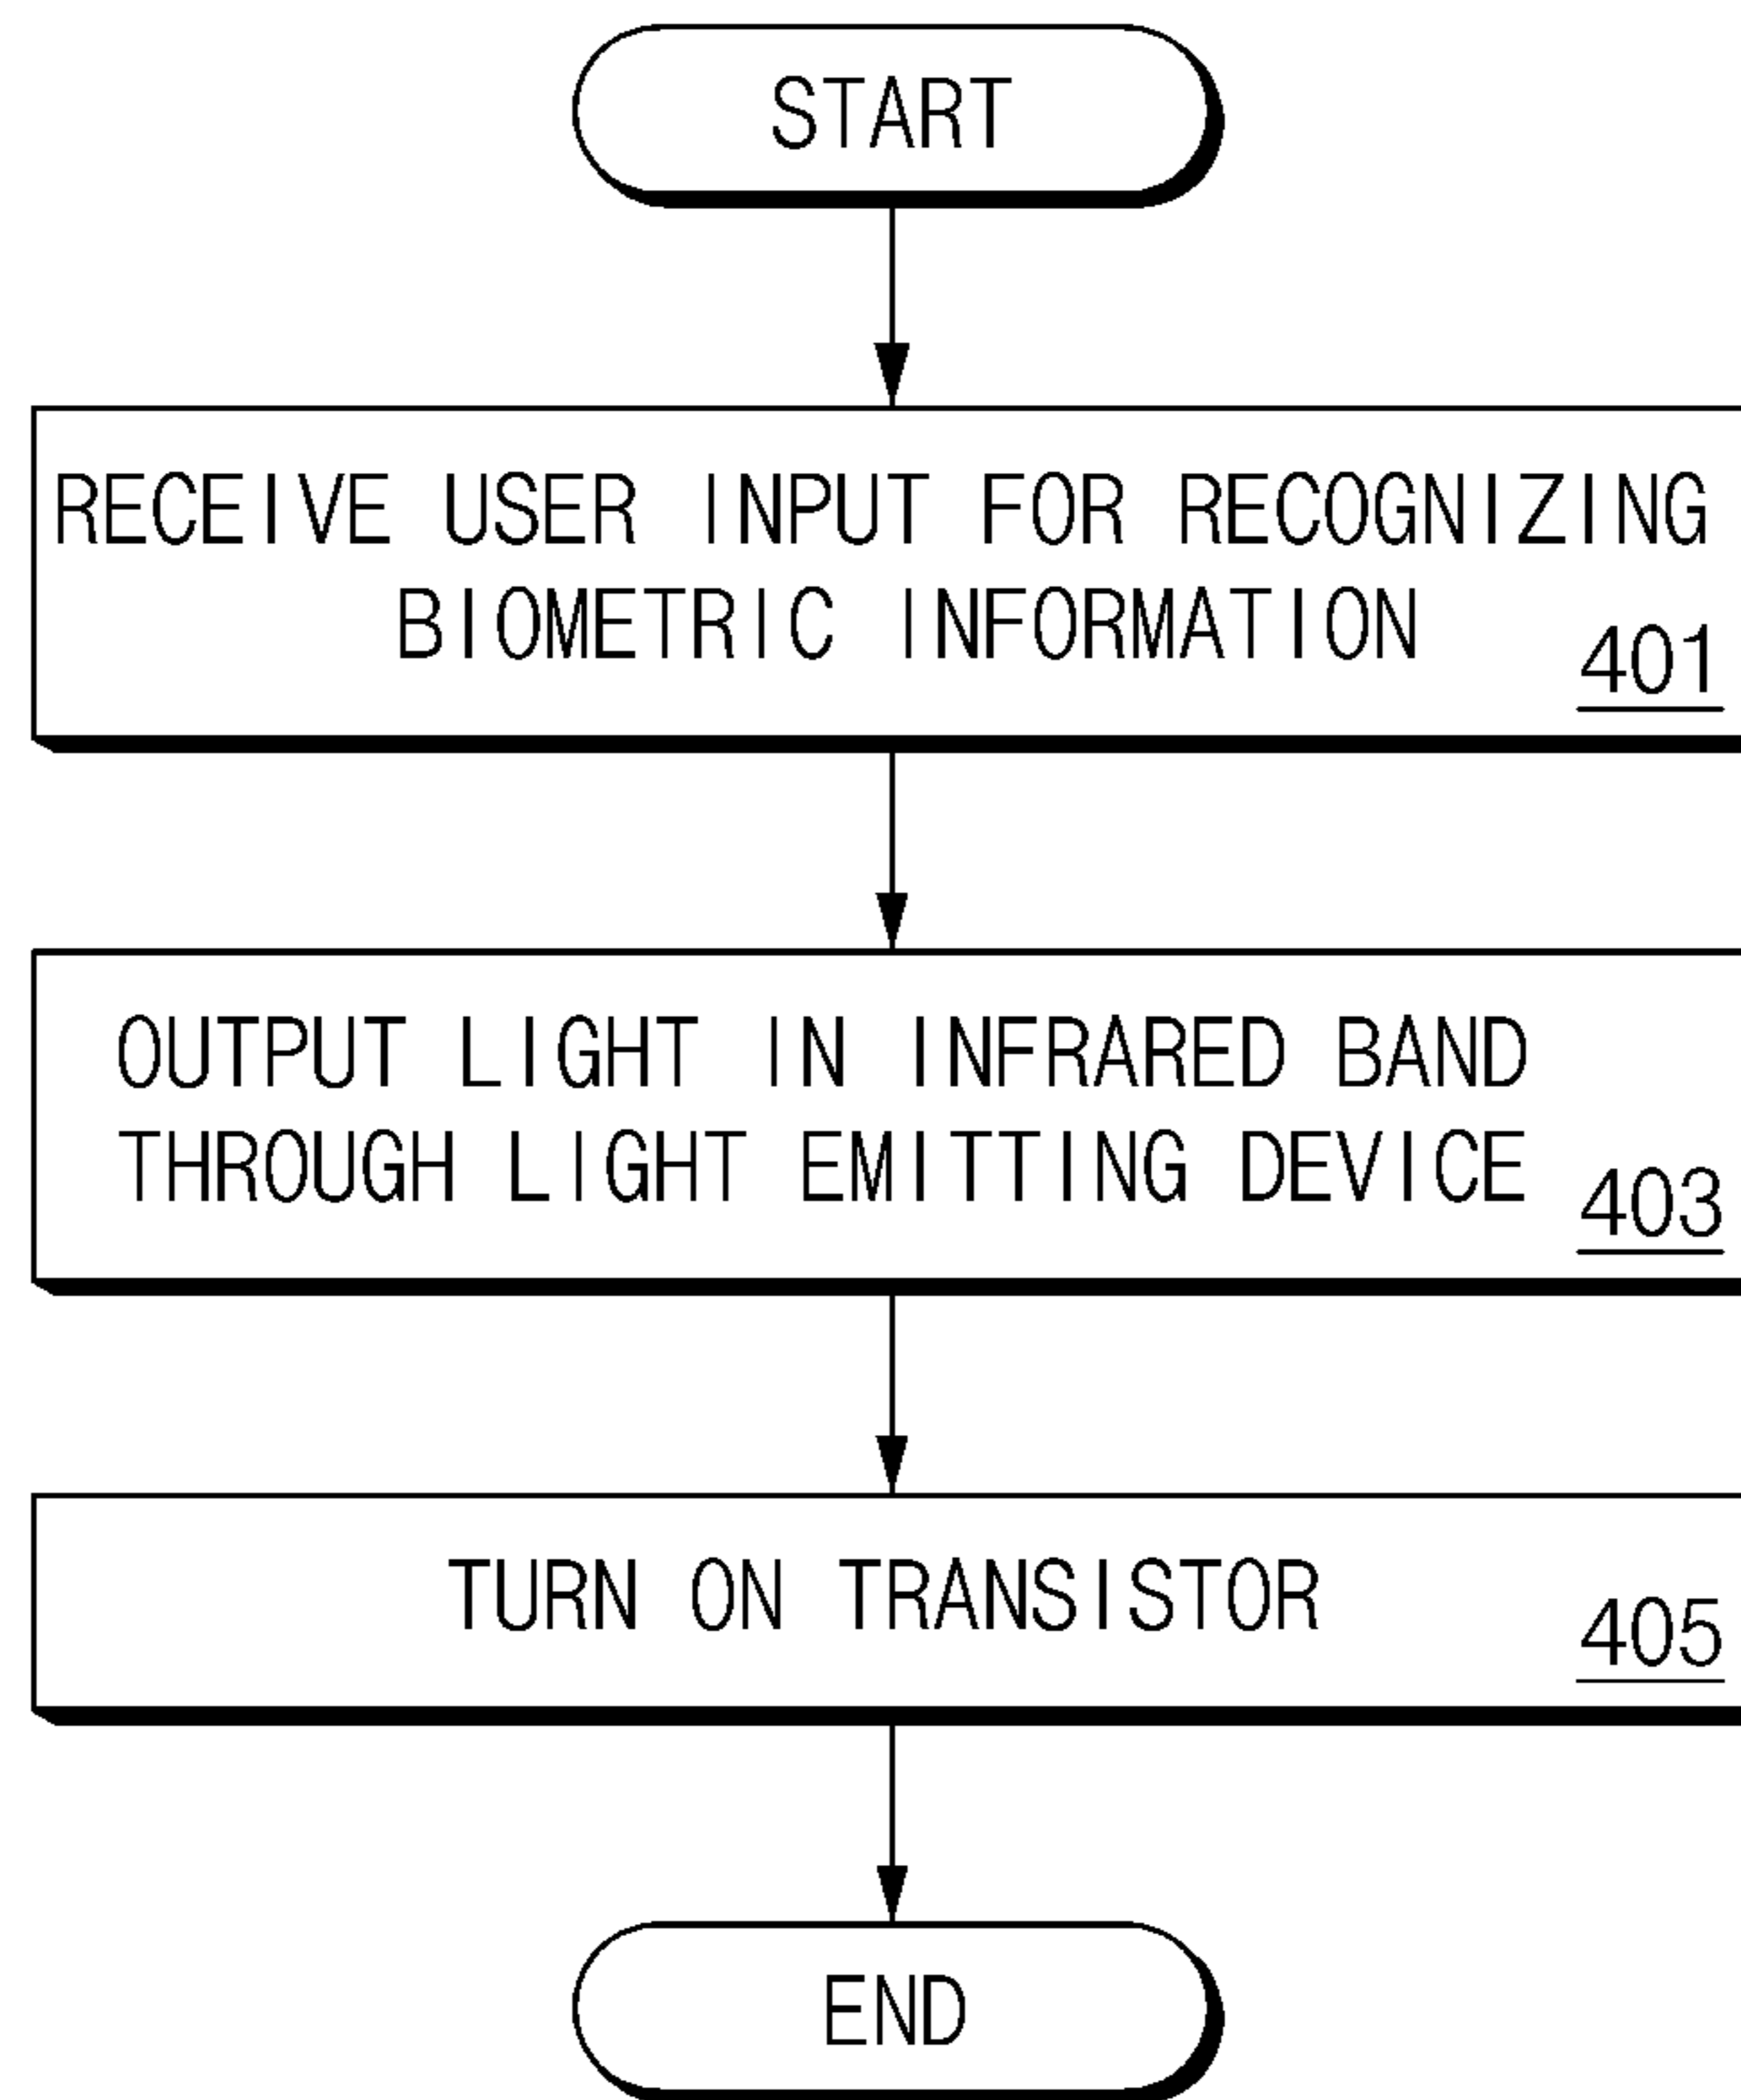 START
RECEIVE USER INPUT FOR RECOGNIZING
BIOMETRIC INFORMATION
401
OUTPUT LIGHT IN INFRARED BAND
THROUGH LIGHT EMITTING DEVICE
403
TURN ON TRANSISTOR
405
END